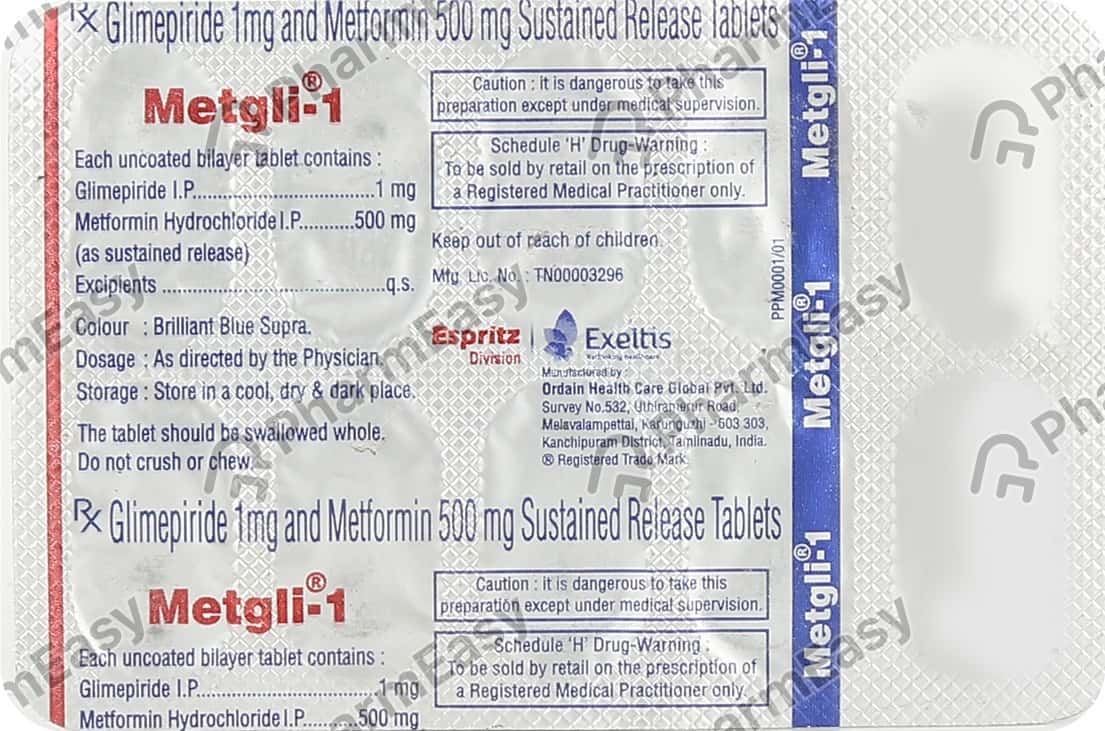 Rx Glimepiride 1mg and Metformin 500 mg Sustained Release Tablets
Metgli®-1
Each uncoated bilayer tablet contains :
Glimepiride I.P..............................1 mg
Metformin Hydrochloride I.P...........500 mg
(as sustained release)
Excipients .....................................q.s.
Colour : Brilliant Blue Supra.
Dosage : As directed by the Physician.
Storage : Store in a cool, dry & dark place.
The tablet should be swallowed whole.
Do not crush or chew.
Caution : it is dangerous to take this
preparation except under medical supervision.
Schedule 'H' Drug-Warning :
To be sold by retail on the prescription of
a Registered Medical Practitioner only.
Keep out of reach of children.
Mfg. Lic. No. : TN00003296
Espritz
Division
Exeltis
Rethinking healthcare
Manufactured by :
Ordain Health Care Global Pvt. Ltd.
Survey No.532, Uthiramerur Road,
Melavalampettai, Karunguzhi - 603 303,
Kanchipuram District, Tamilnadu, India.
® Registered Trade Mark.
PPM0001/01
Metgli®-1
Metgli®-1
Metgli®-1
Rx Glimepiride 1mg and Metformin 500 mg Sustained Release Tablets
Metgli®-1
Each uncoated bilayer tablet contains :
Glimepiride I.P..............................1 mg
Metformin Hydrochloride I.P...........500 mg
Caution : it is dangerous to take this
preparation except under medical supervision.
Schedule 'H' Drug-Warning :
To be sold by retail on the prescription of
a Registered Medical Practitioner only.
PharmEasy